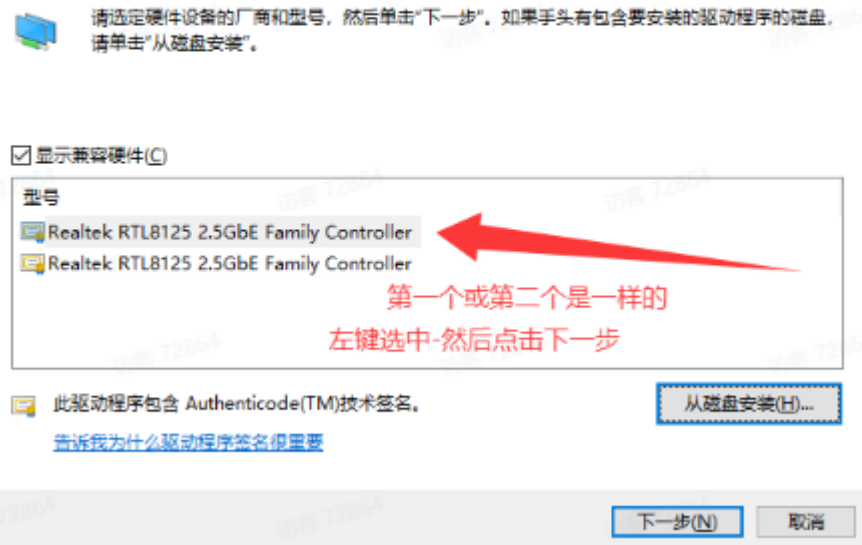 请选定硬件设备的厂商和型号，然后单击“下一步”。如果手头有包含要安装的驱动程序的磁盘，
请单击“从磁盘安装”。
显示兼容硬件(C)
型号
Realtek RTL8125 2.5GbE Family Controller
Realtek RTL8125 2.5GbE Family Controller
第一个或第二个是一样的
左键选中-然后点击下一步
此驱动程序包含 Authenticode(TM)技术签名。
从磁盘安装(H)...
告诉我为什么驱动程序签名很重要
下一步(N)
取消
访客 72864